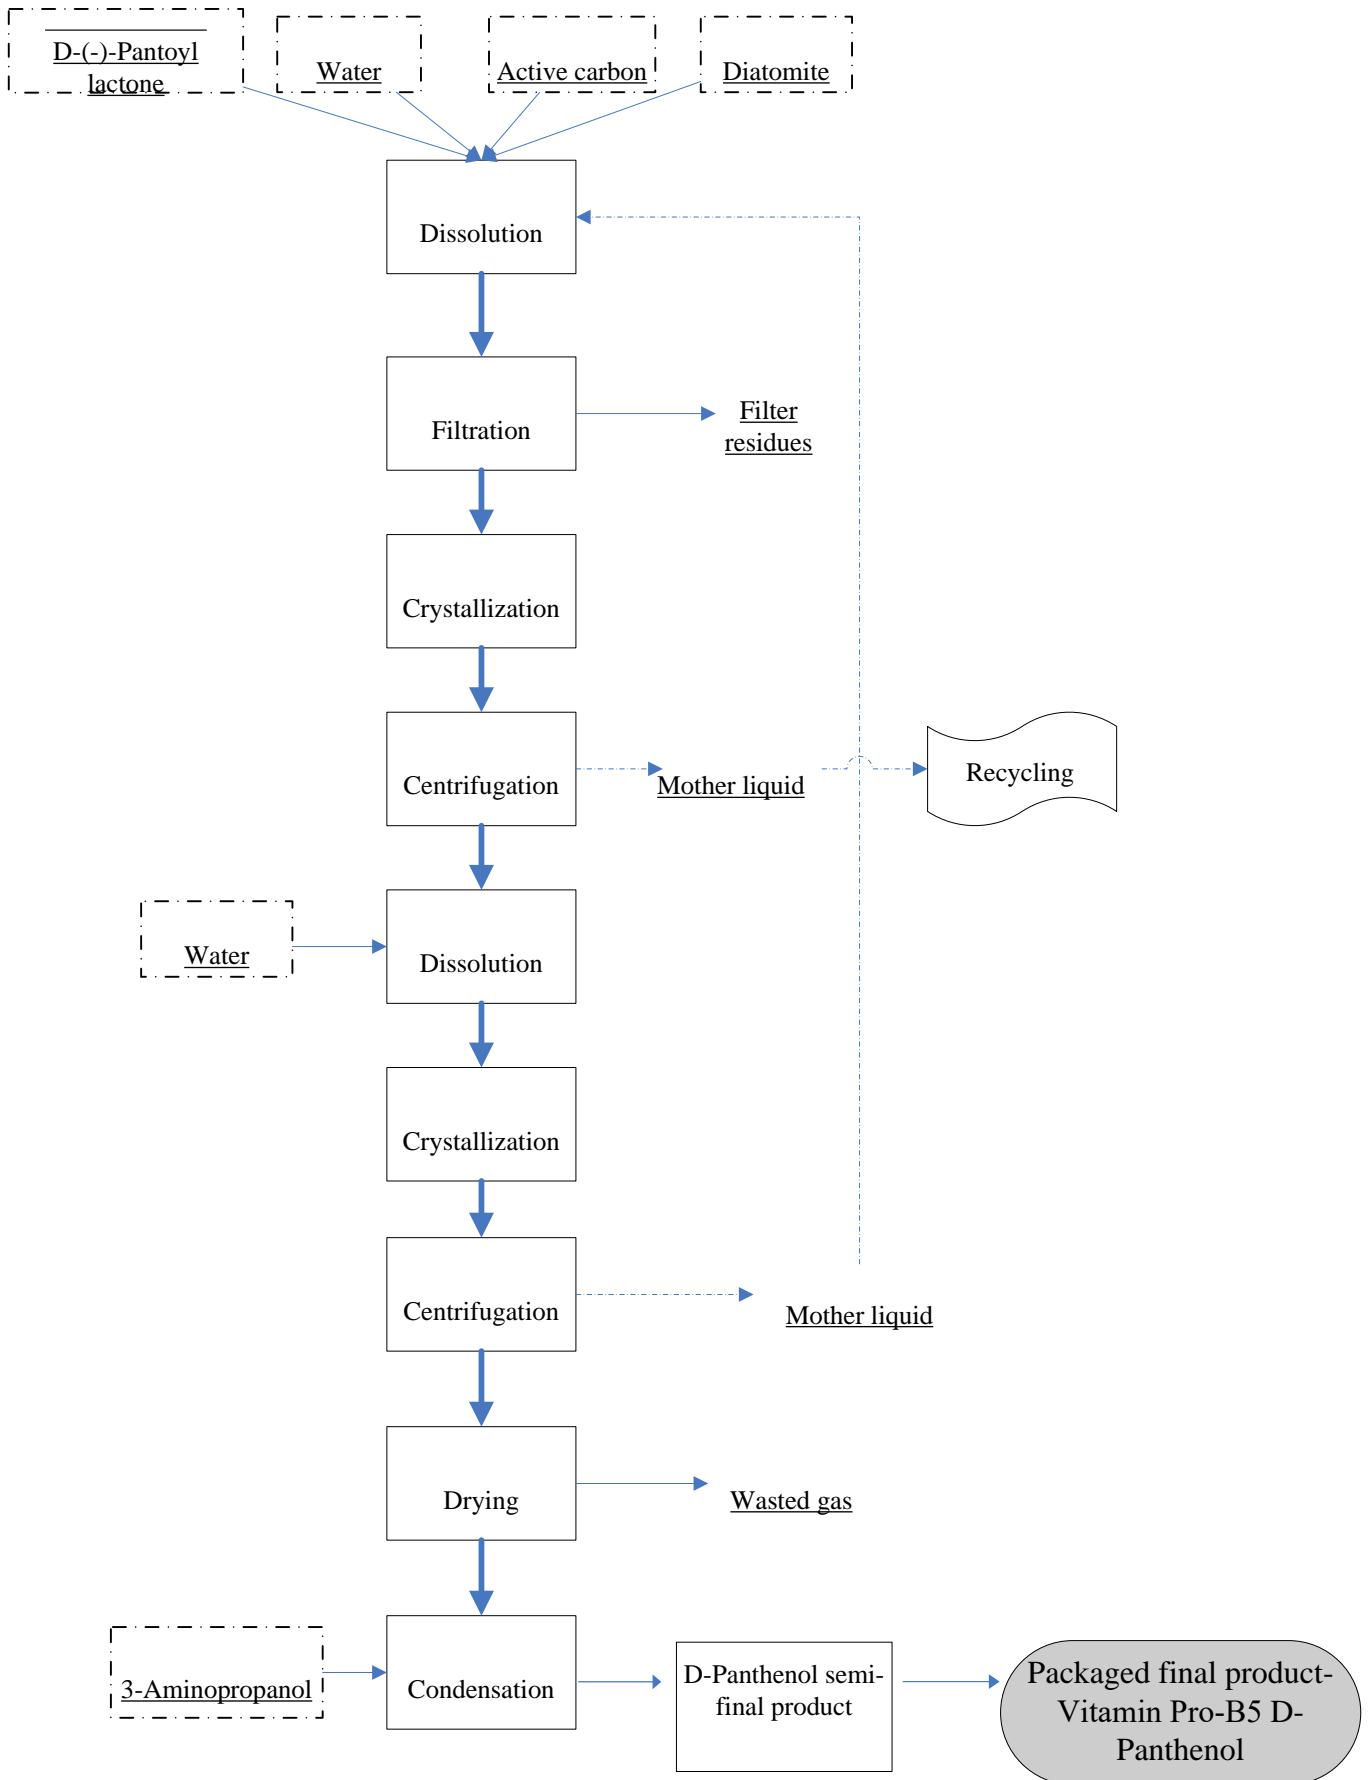 D-(-)-Pantoyl
lactone
Water
Active carbon
Diatomite
Dissolution
Filtration
Filter
residues
Crystallization
Centrifugation
Mother liquid
Recycling
Water
Dissolution
Crystallization
Centrifugation
Mother liquid
Drying
Wasted gas
3-Aminopropanol
Condensation
D-Panthenol semi-
final product
Packaged final product-
Vitamin Pro-B5 D-
Panthenol